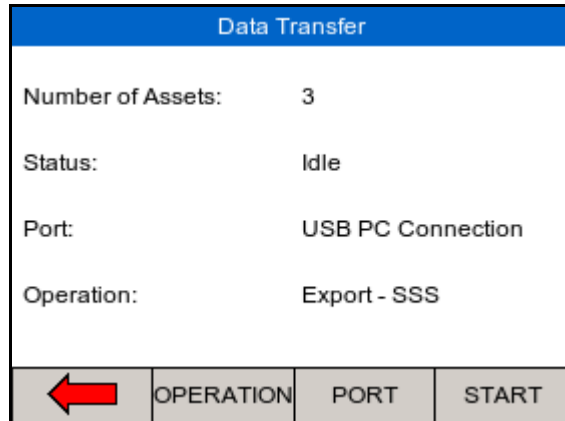 Data Transfer
Number of Assets: 3
Status: Idle
Port: USB PC Connection
Operation: Export - SSS
OPERATION PORT START